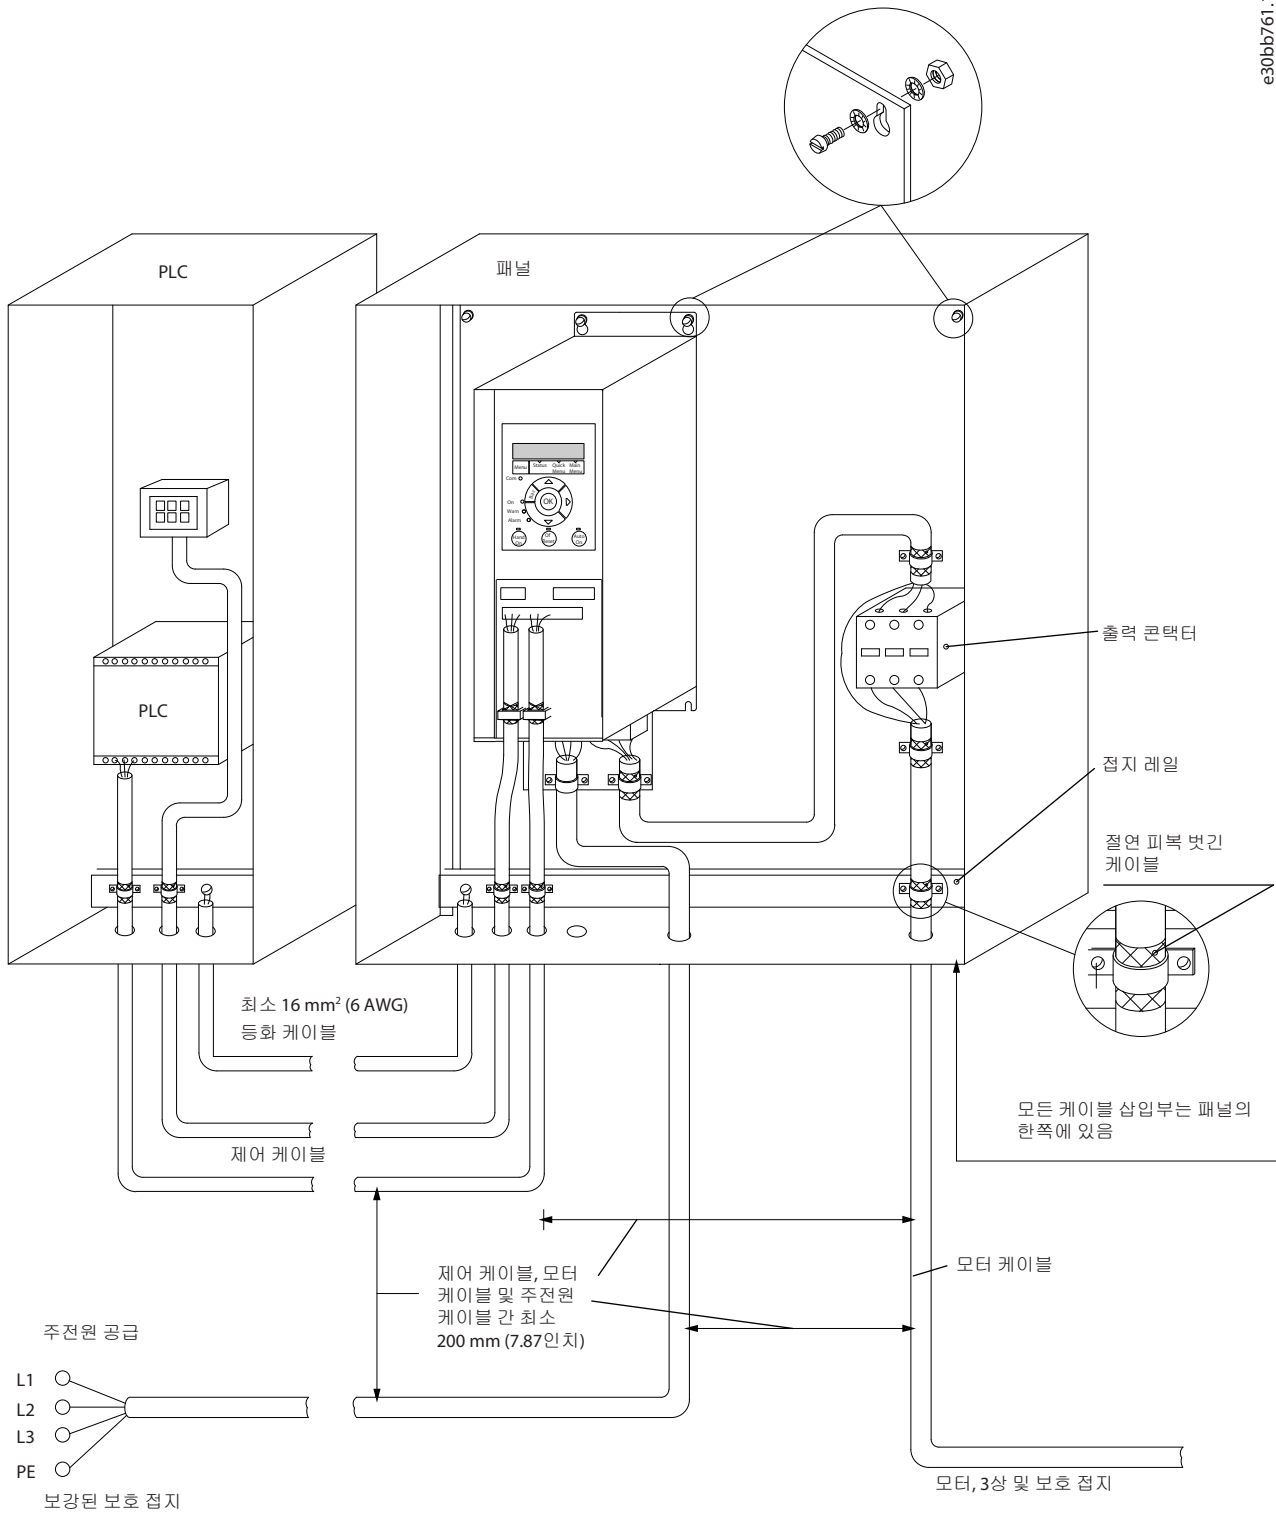 e30bb761.
PLC
패널
Menu
Status
Quick
Menu
Main
Menu
Com
OK
On
Warn
Alarm
Hand
On
Off
Reset
Auto
On
PLC
출력 콘택터
접지 레일
절연 피복 벗긴
케이블
최소 16 mm² (6 AWG)
등화 케이블
제어 케이블
모든 케이블 삽입부는 패널의
한쪽에 있음
제어 케이블, 모터
케이블 및 주전원
케이블 간 최소
200 mm (7.87인치)
모터 케이블
주전원 공급
L1
L2
L3
PE
보강된 보호 접지
모터, 3상 및 보호 접지